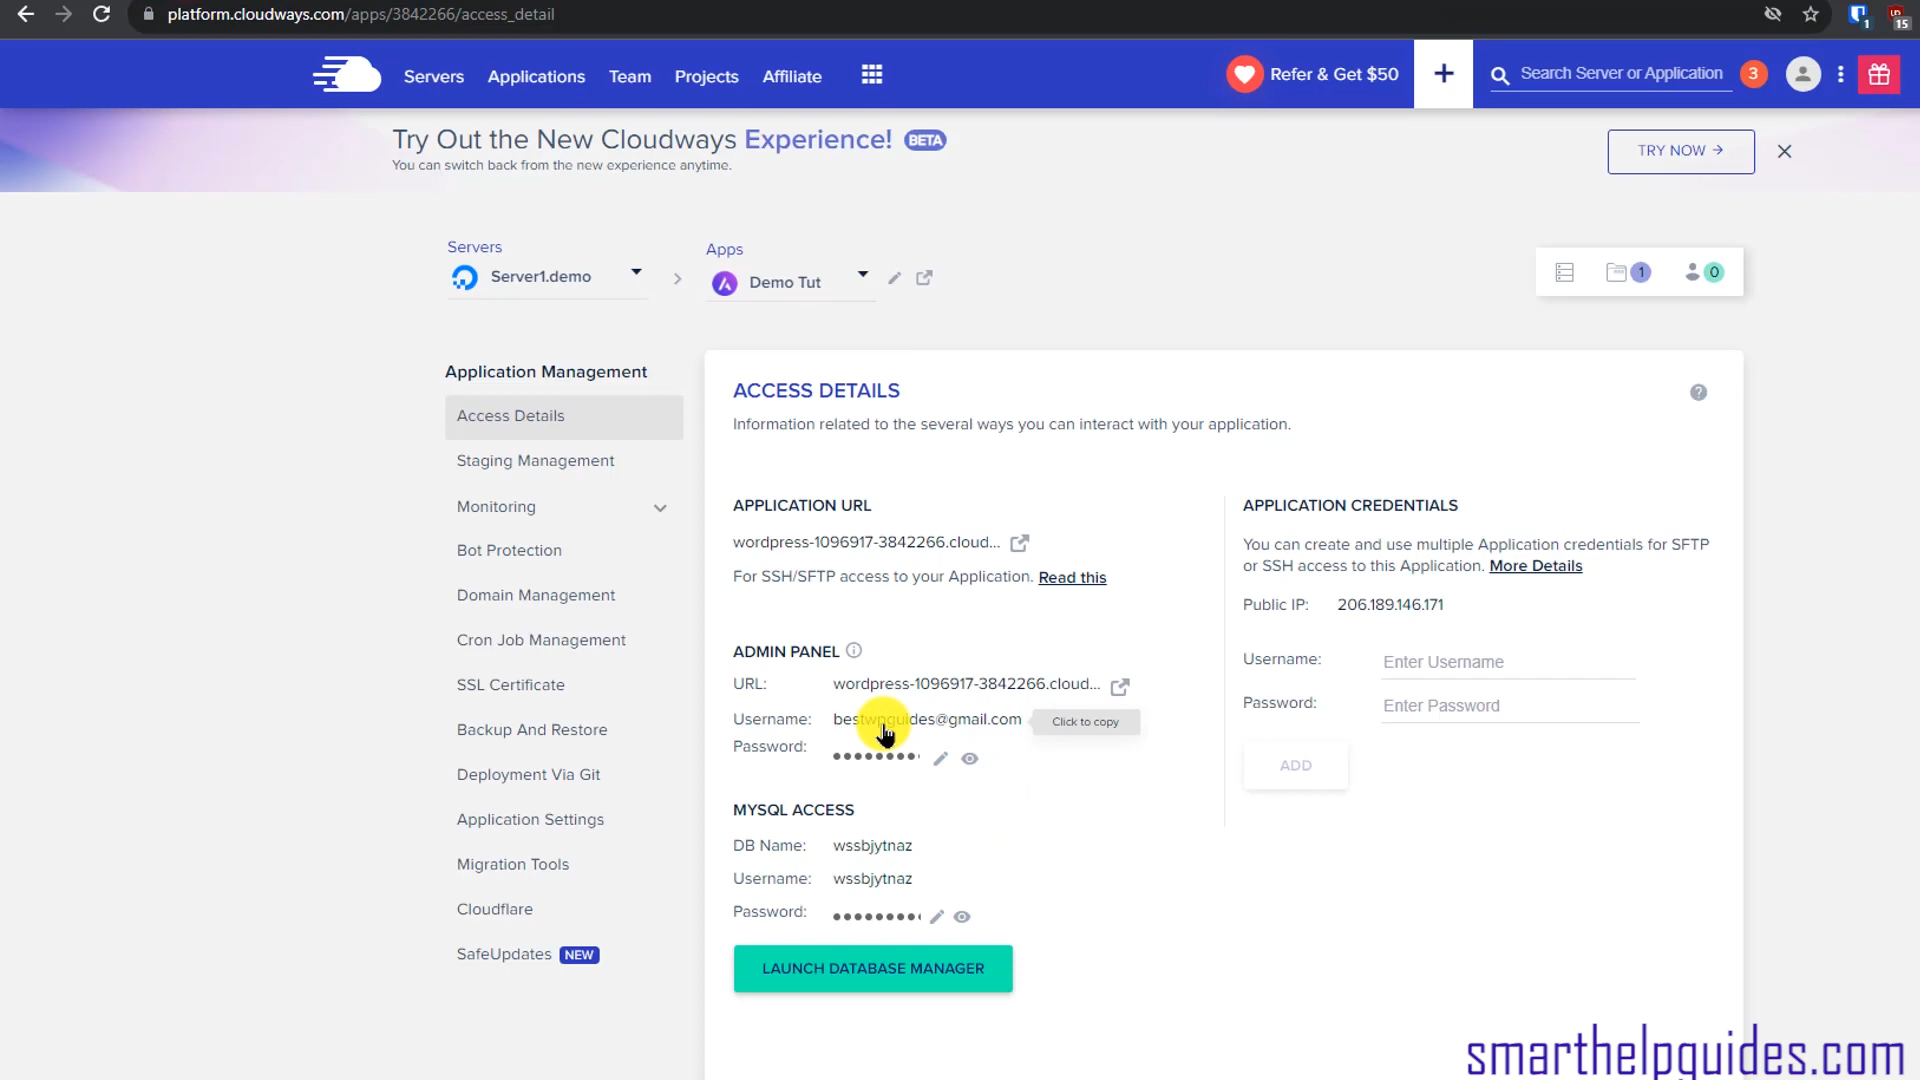 platform.cloudways.com/apps/3842266/access_detail
1
15
Servers
Applications
Team
Projects
Affiliate
Refer & Get $50
+
Search Server or Application
3
Try Out the New Cloudways Experience! BETA
You can switch back from the new experience anytime.
TRY NOW →
Servers
Server1.demo
Apps
Demo Tut
1
0
Application Management
Access Details
Staging Management
Monitoring
Bot Protection
Domain Management
Cron Job Management
SSL Certificate
Backup And Restore
Deployment Via Git
Application Settings
Migration Tools
Cloudflare
SafeUpdates NEW
ACCESS DETAILS
Information related to the several ways you can interact with your application.
APPLICATION URL
wordpress-1096917-3842266.cloud...
For SSH/SFTP access to your Application. Read this
ADMIN PANEL
URL: wordpress-1096917-3842266.cloud...
Username: bestwpguides@gmail.com
Click to copy
Password:
MYSQL ACCESS
DB Name: wssbjytnaz
Username: wssbjytnaz
Password:
LAUNCH DATABASE MANAGER
APPLICATION CREDENTIALS
You can create and use multiple Application credentials for SFTP
or SSH access to this Application. More Details
Public IP: 206.189.146.171
Username: Enter Username
Password: Enter Password
ADD
smarthelpguides.com